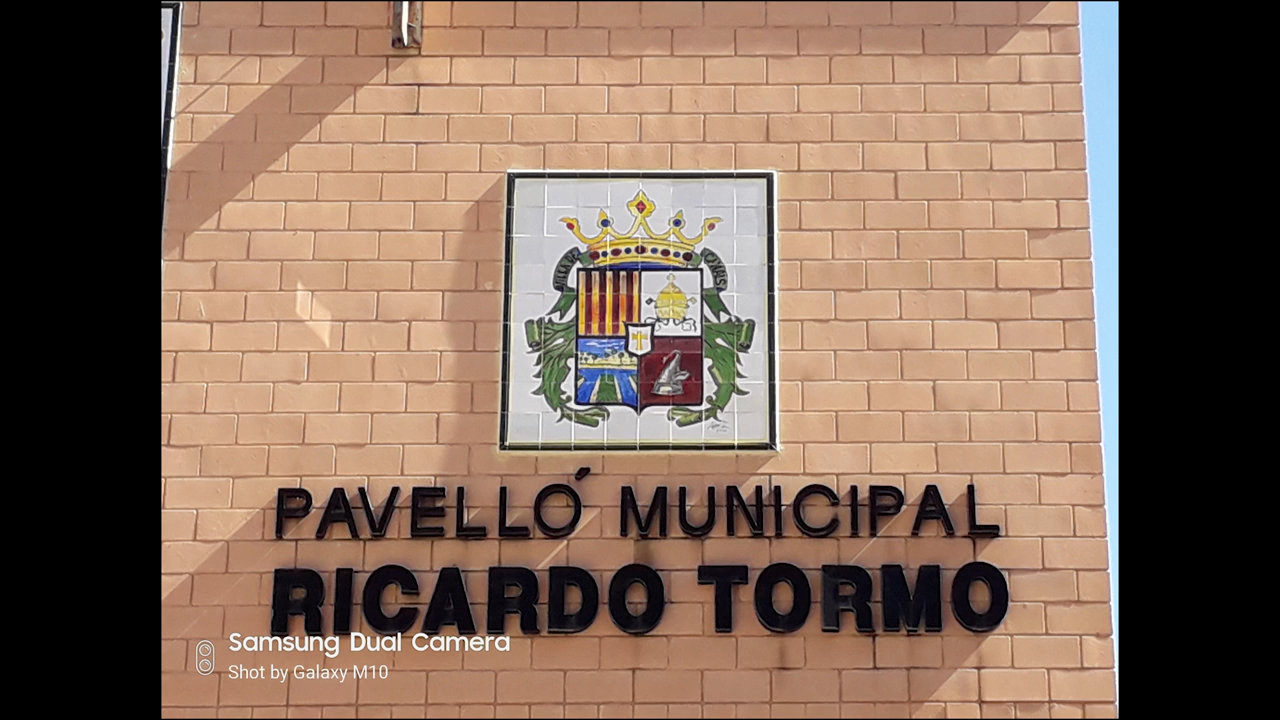 PAVELLÓ MUNICIPAL
RICARDO TORMO
Samsung Dual Camera
Shot by Galaxy M10